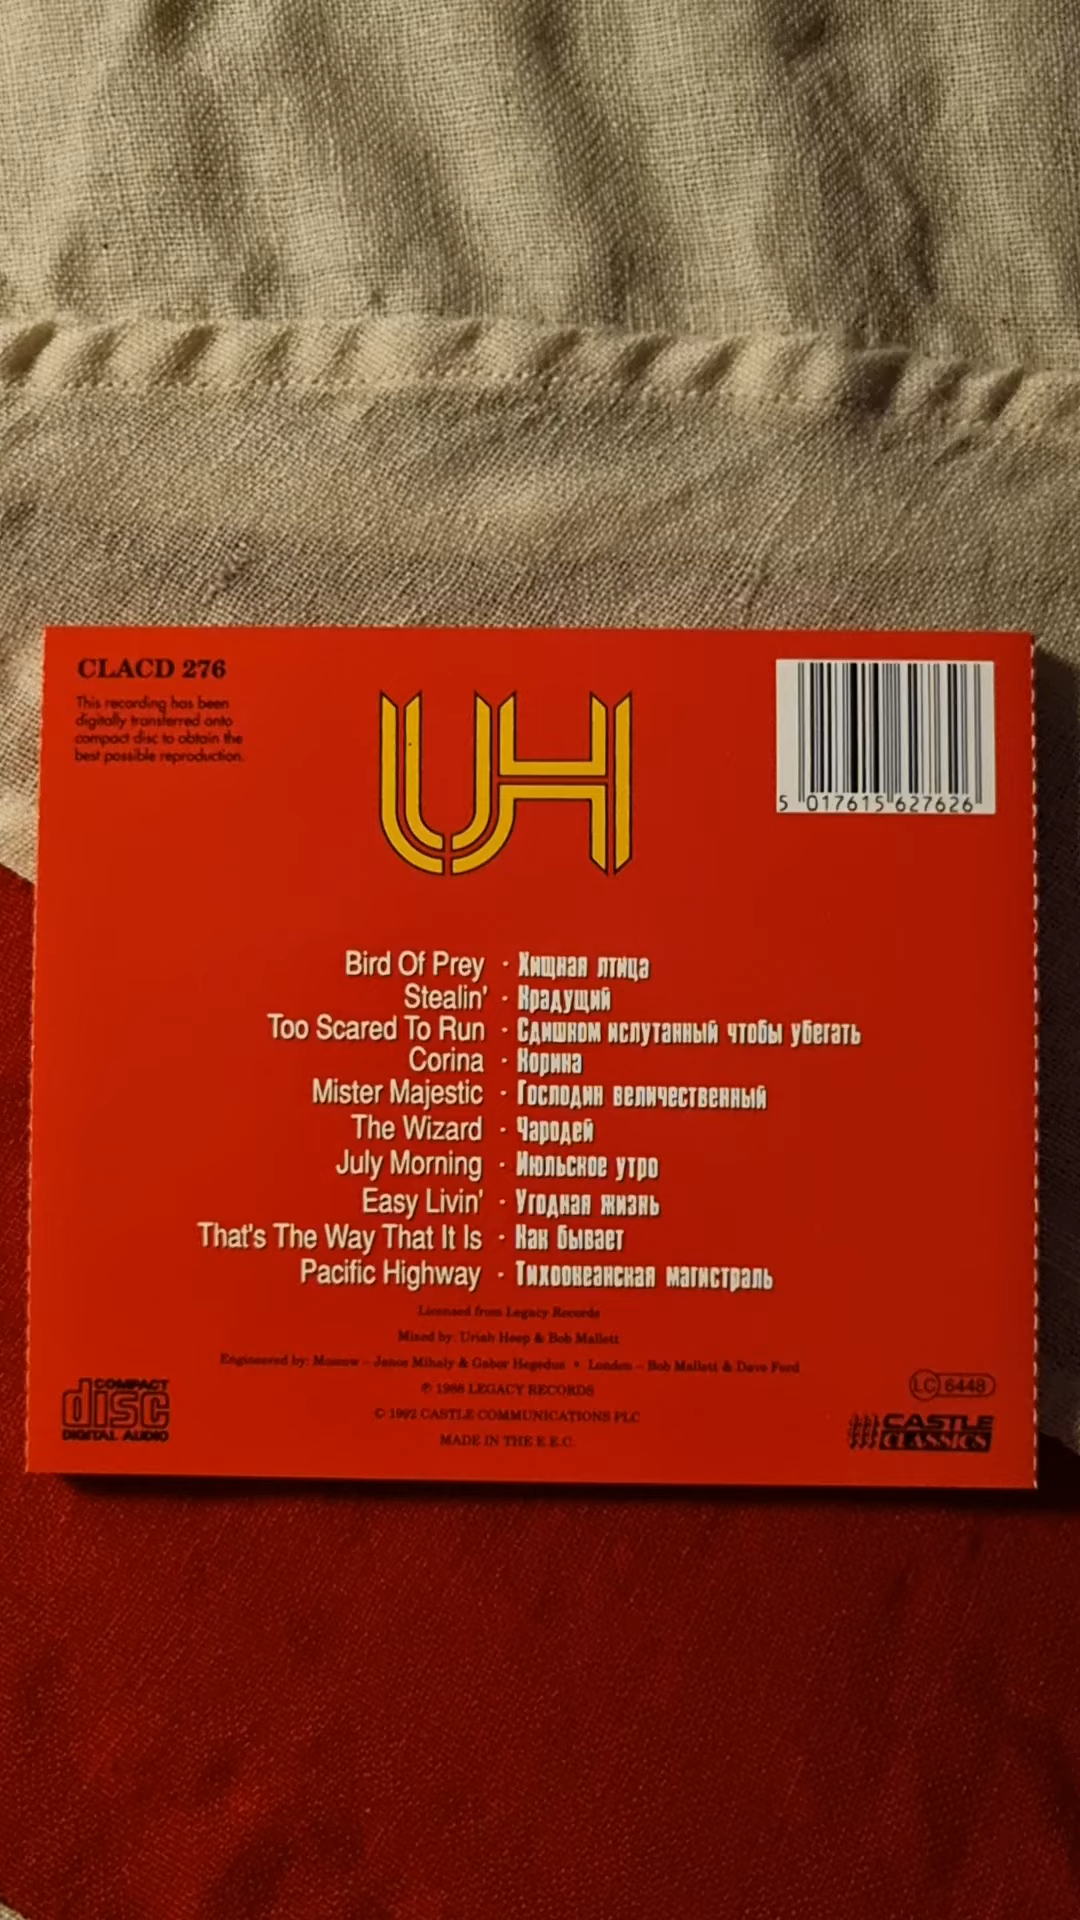 CLACD 276
This recording has been
digitally transferred onto
compact disc to obtain the
best possible reproduction.
UH
5 017615 627626
Bird Of Prey · Хищная птица
Stealin' · Крадущий
Too Scared To Run · Сдишком ислутанный чтобы убегать
Corina · Корина
Mister Majestic · Господин величественный
The Wizard · Чародей
July Morning · Июльское утро
Easy Livin' · Угодная жизнь
That's The Way That It Is · Как бывает
Pacific Highway · Тихоокеанская магистраль
Licensed from Legacy Records
Mixed by: Uriah Heep & Bob Mallett
Engineered by: Moscow – Janos Mihaly & Gabor Hegedus • London – Bob Mallett & Dave Ford
℗ 1988 LEGACY RECORDS
© 1992 CASTLE COMMUNICATIONS PLC
MADE IN THE E.E.C.
COMPACT
disc
DIGITAL AUDIO
LC 6448
CASTLE
CLASSICS